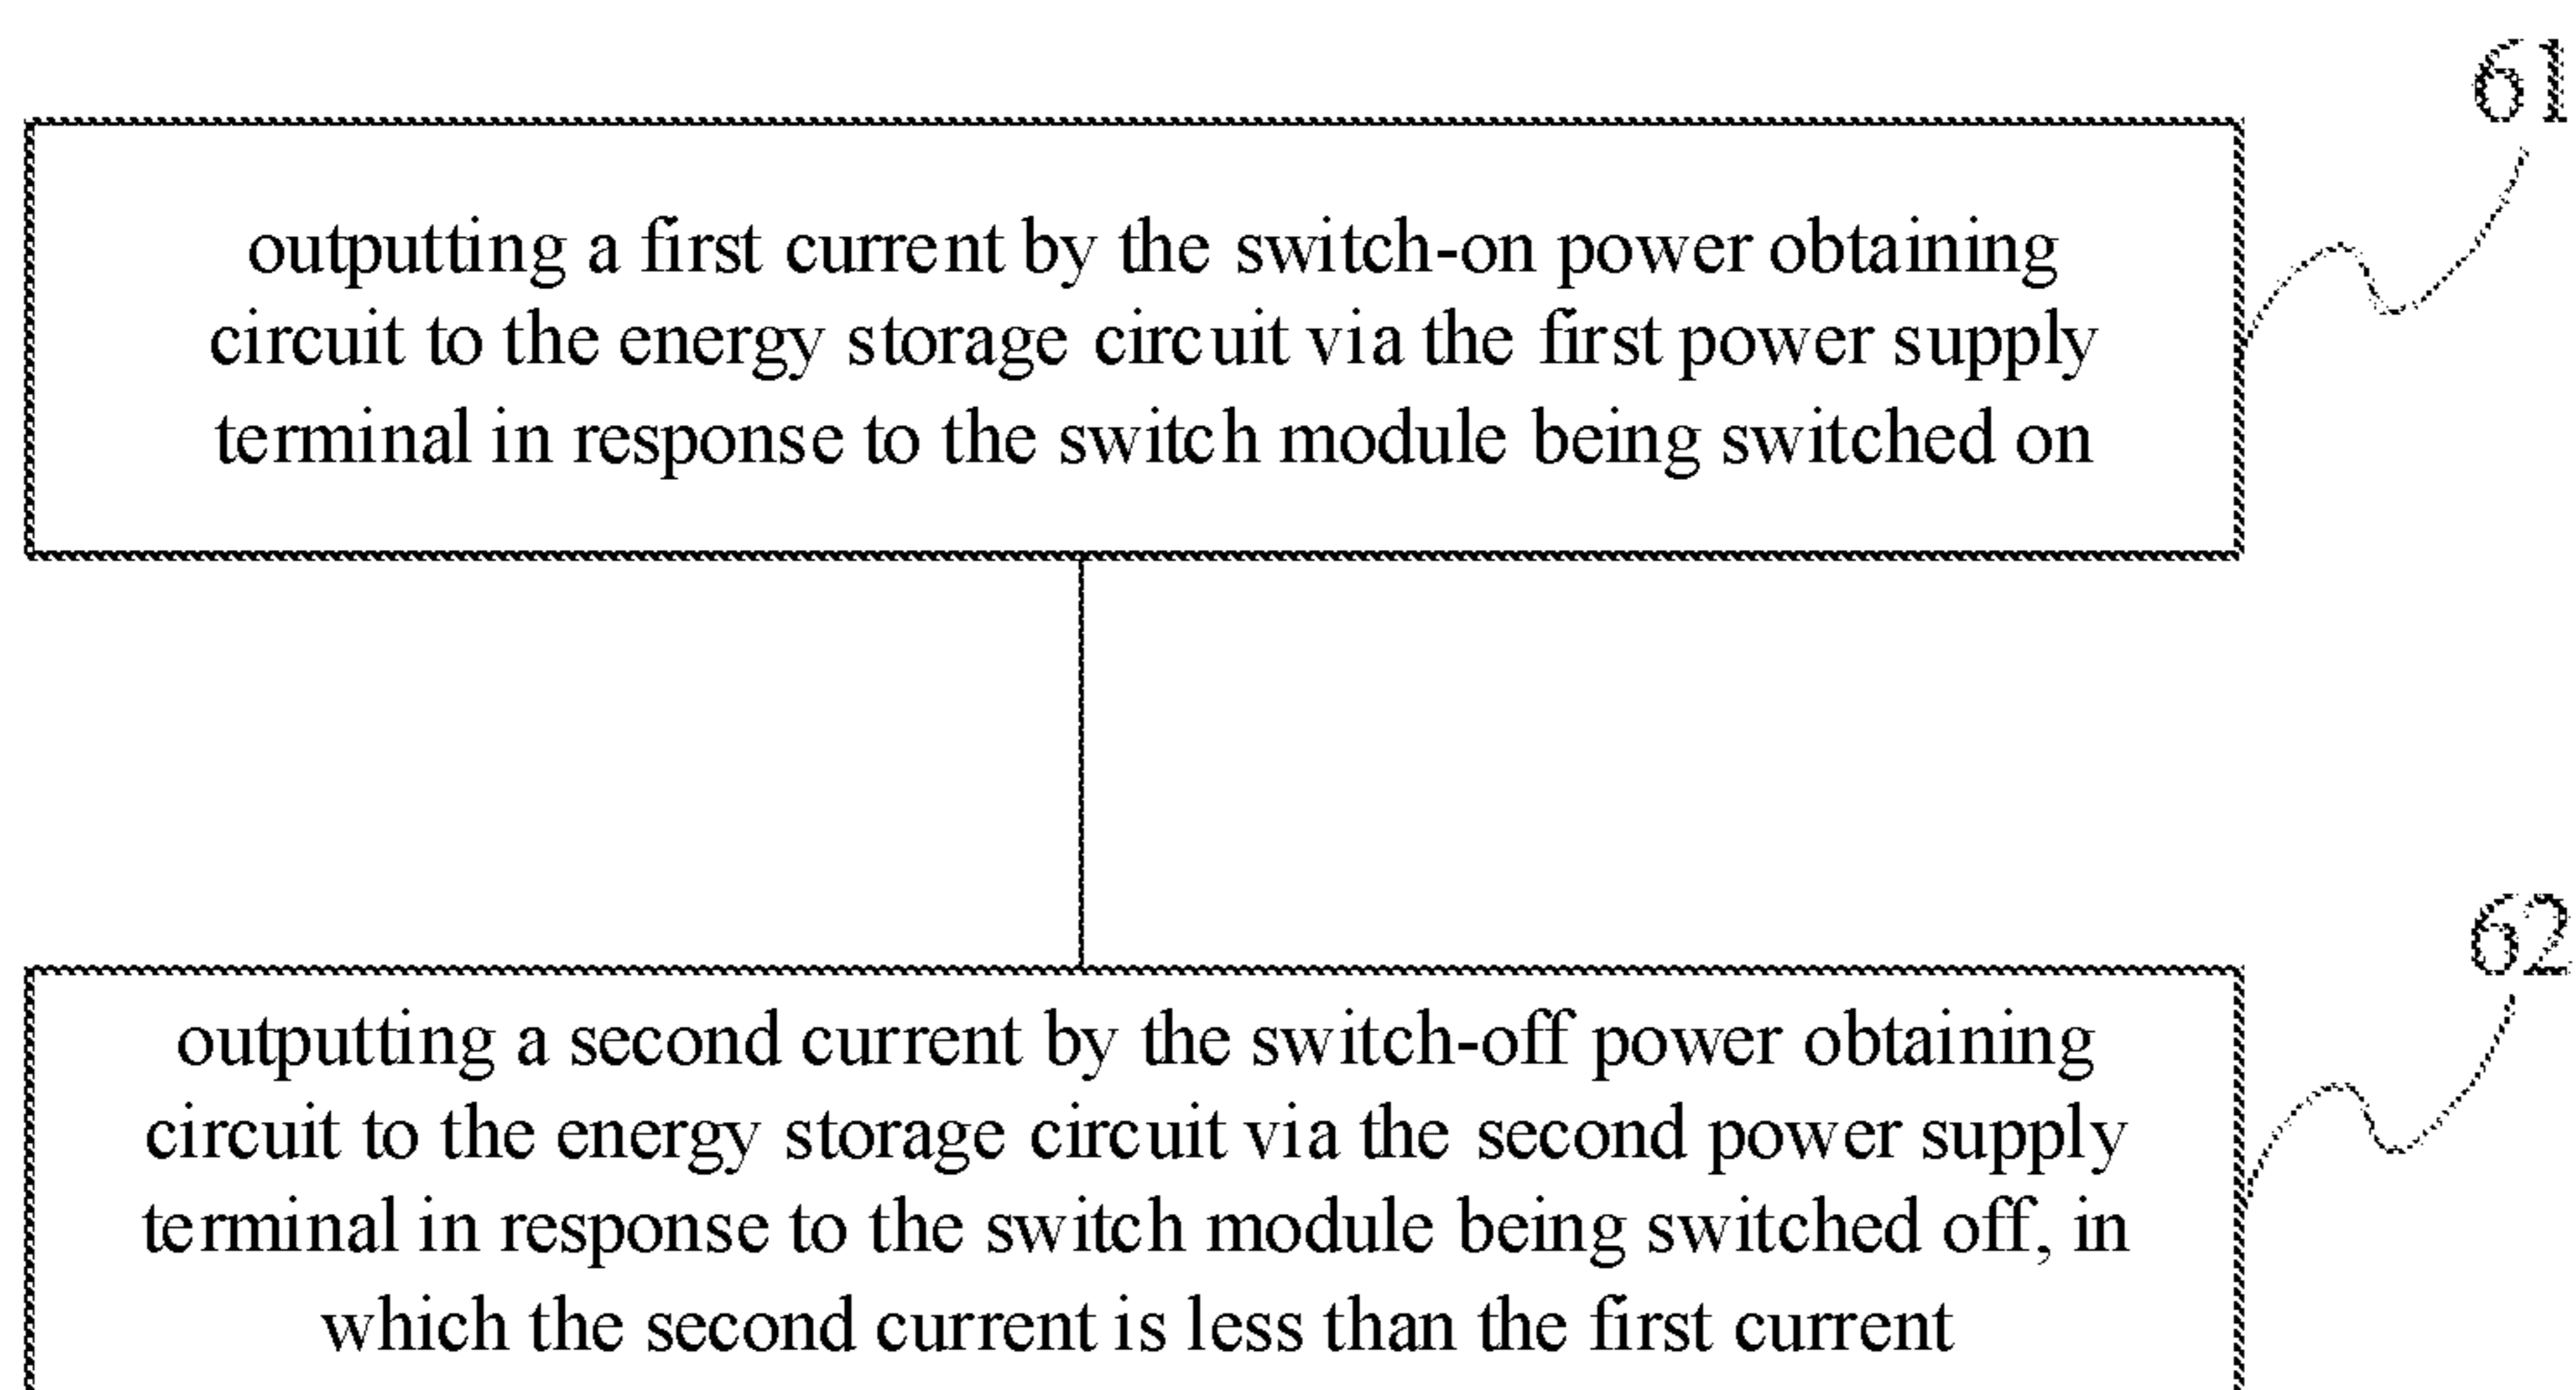 61
outputting a first current by the switch-on power obtaining
circuit to the energy storage circuit via the first power supply
terminal in response to the switch module being switched on
62
outputting a second current by the switch-off power obtaining
circuit to the energy storage circuit via the second power supply
terminal in response to the switch module being switched off, in
which the second current is less than the first current